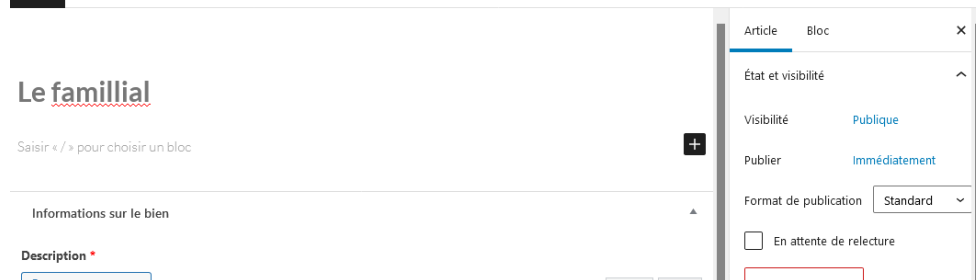 Le famillial
Saisir « / » pour choisir un bloc
Informations sur le bien
Description *
Article Bloc
État et visibilité
Visibilité Publique
Publier Immédiatement
Format de publication Standard
En attente de relecture